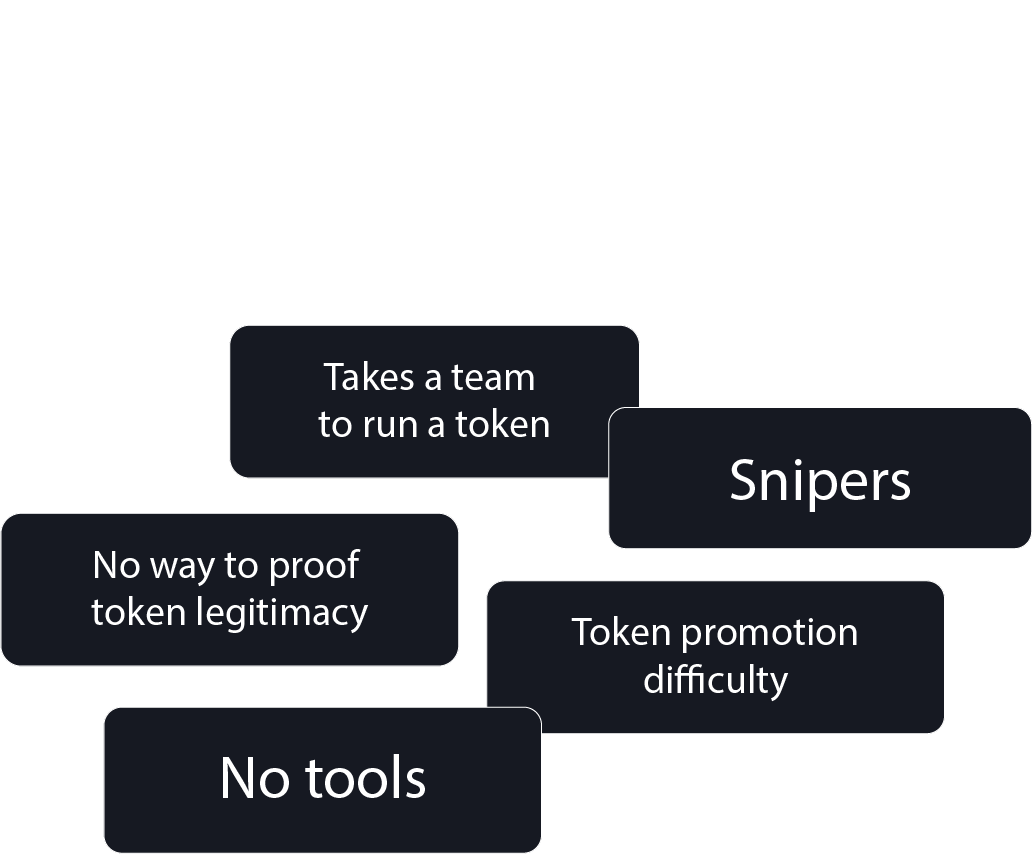 Takes a team
to run a token
Snipers
No way to proof
token legitimacy
Token promotion
difficulty
No tools